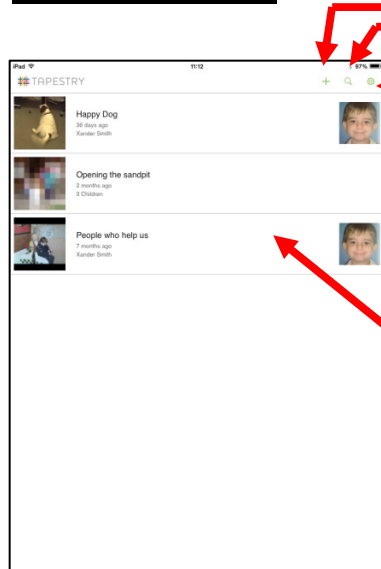 iPad
11:12
97%
TAPESTRY
Happy Dog
36 days ago
Xander Smith
Opening the sandpit
2 months ago
3 Children
People who help us
7 months ago
Xander Smith